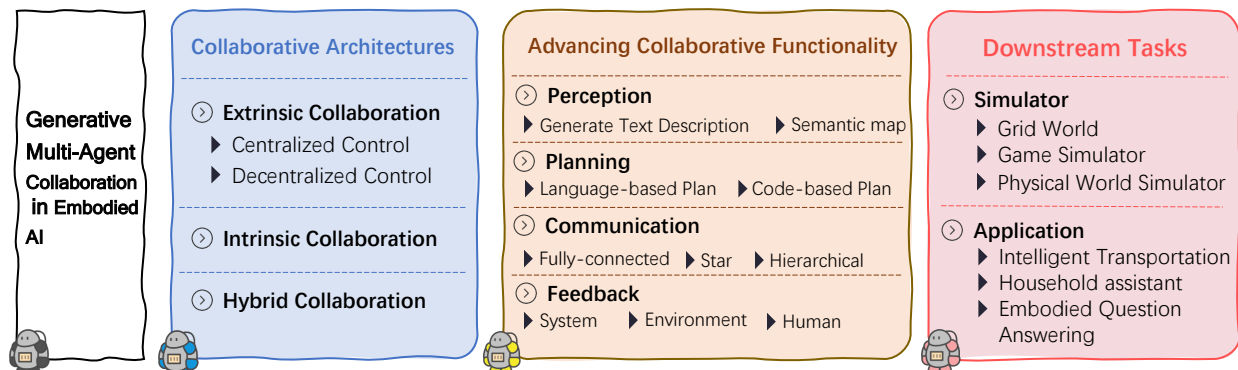 Generative
Multi-Agent
Collaboration
in Embodied
AI
Collaborative Architectures
Extrinsic Collaboration
Centralized Control
Decentralized Control
Intrinsic Collaboration
Hybrid Collaboration
Advancing Collaborative Functionality
Perception
Generate Text Description Semantic map
Planning
Language-based Plan Code-based Plan
Communication
Fully-connected Star Hierarchical
Feedback
System Environment Human
Downstream Tasks
Simulator
Grid World
Game Simulator
Physical World Simulator
Application
Intelligent Transportation
Household assistant
Embodied Question
Answering